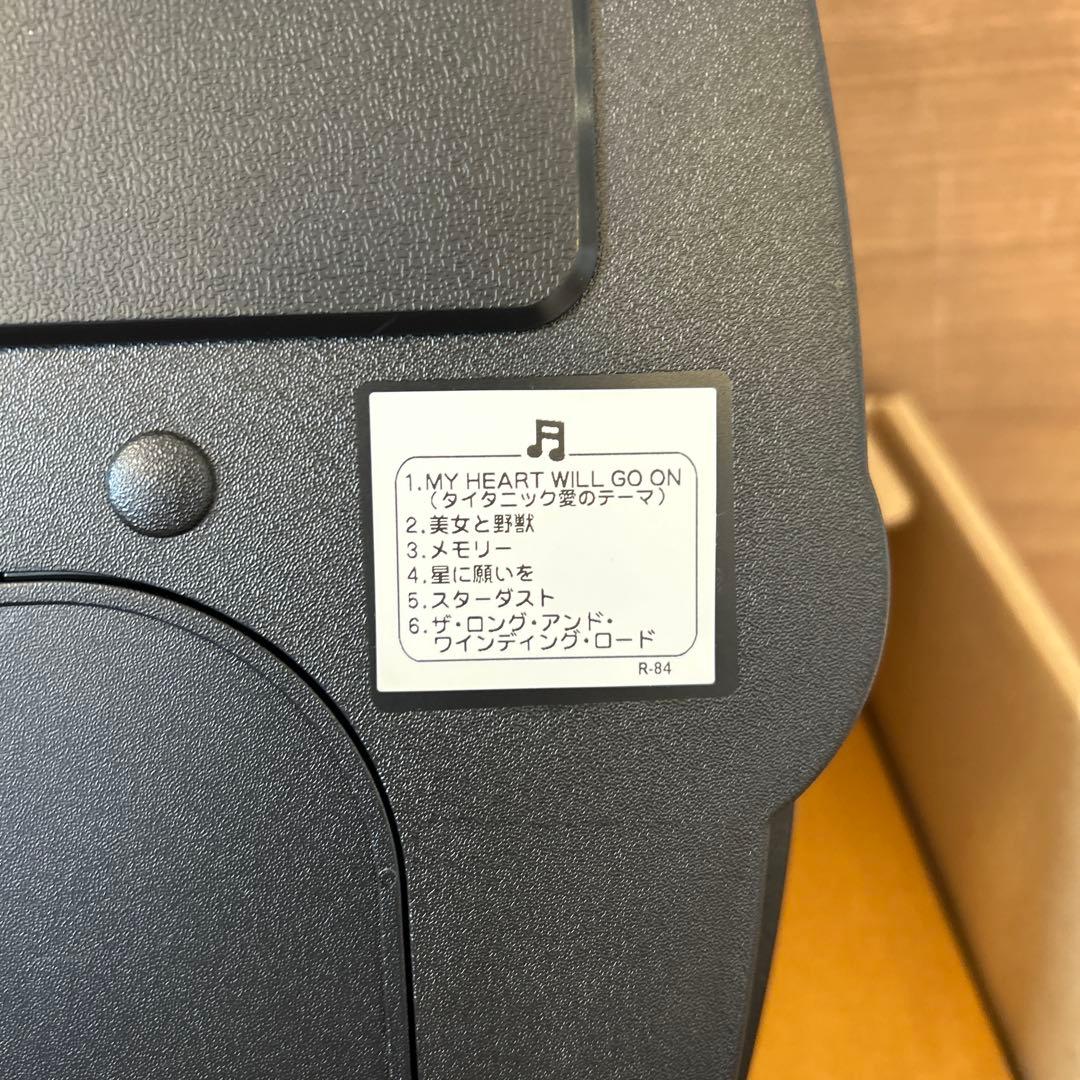 1.MY HEART WILL GO ON
(タイタニック愛のテーマ)
2.美女と野獣
3.メモリー
4.星に願いを
5.スターダスト
6.ザ・ロング・アンド・
ワインディング・ロード
R-84